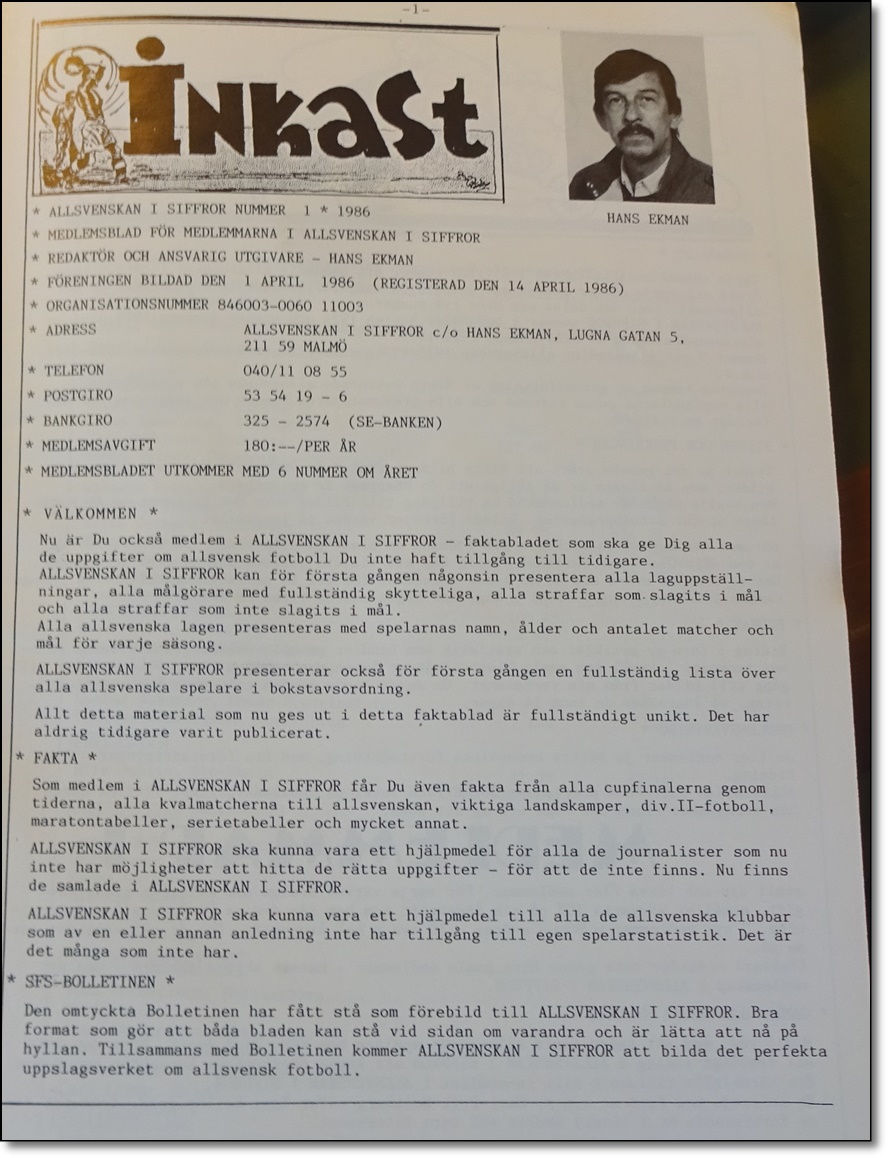 -1-
INKAST
HANS EKMAN
* ALLSVENSKAN I SIFFROR NUMMER 1 * 1986
* MEDLEMSBLAD FÖR MEDLEMMARNA I ALLSVENSKAN I SIFFROR
* REDAKTÖR OCH ANSVARIG UTGIVARE - HANS EKMAN
* FÖRENINGEN BILDAD DEN 1 APRIL 1986 (REGISTERAD DEN 14 APRIL 1986)
* ORGANISATIONSNUMMER 846003-0060 11003
* ADRESS ALLSVENSKAN I SIFFROR c/o HANS EKMAN, LUGNA GATAN 5,
211 59 MALMÖ
* TELEFON 040/11 08 55
* POSTGIRO 53 54 19 - 6
* BANKGIRO 325 - 2574 (SE-BANKEN)
* MEDLEMSAVGIFT 180:--/PER ÅR
* MEDLEMSBLADET UTKOMMER MED 6 NUMMER OM ÅRET
* VÄLKOMMEN *
Nu är Du också medlem i ALLSVENSKAN I SIFFROR - faktabladet som ska ge Dig alla
de uppgifter om allsvensk fotboll Du inte haft tillgång till tidigare.
ALLSVENSKAN I SIFFROR kan för första gången någonsin presentera alla laguppställ-
ningar, alla målgörare med fullständig skytteliga, alla straffar som slagits i mål
och alla straffar som inte slagits i mål.
Alla allsvenska lagen presenteras med spelarnas namn, ålder och antalet matcher och
mål för varje säsong.
ALLSVENSKAN I SIFFROR presenterar också för första gången en fullständig lista över
alla allsvenska spelare i bokstavsordning.
Allt detta material som nu ges ut i detta faktablad är fullständigt unikt. Det har
aldrig tidigare varit publicerat.
* FAKTA *
Som medlem i ALLSVENSKAN I SIFFROR får Du även fakta från alla cupfinalerna genom
tiderna, alla kvalmatcherna till allsvenskan, viktiga landskamper, div.II-fotboll,
maratontabeller, serietabeller och mycket annat.
ALLSVENSKAN I SIFFROR ska kunna vara ett hjälpmedel för alla de journalister som nu
inte har möjligheter att hitta de rätta uppgifter - för att de inte finns. Nu finns
de samlade i ALLSVENSKAN I SIFFROR.
ALLSVENSKAN I SIFFROR ska kunna vara ett hjälpmedel till alla de allsvenska klubbar
som av en eller annan anledning inte har tillgång till egen spelarstatistik. Det är
det många som inte har.
* SFS-BOLLETINEN *
Den omtyckta Bolletinen har fått stå som förebild till ALLSVENSKAN I SIFFROR. Bra
format som gör att båda bladen kan stå vid sidan om varandra och är lätta att nå på
hyllan. Tillsammans med Bolletinen kommer ALLSVENSKAN I SIFFROR att bilda det perfekta
uppslagsverket om allsvensk fotboll.